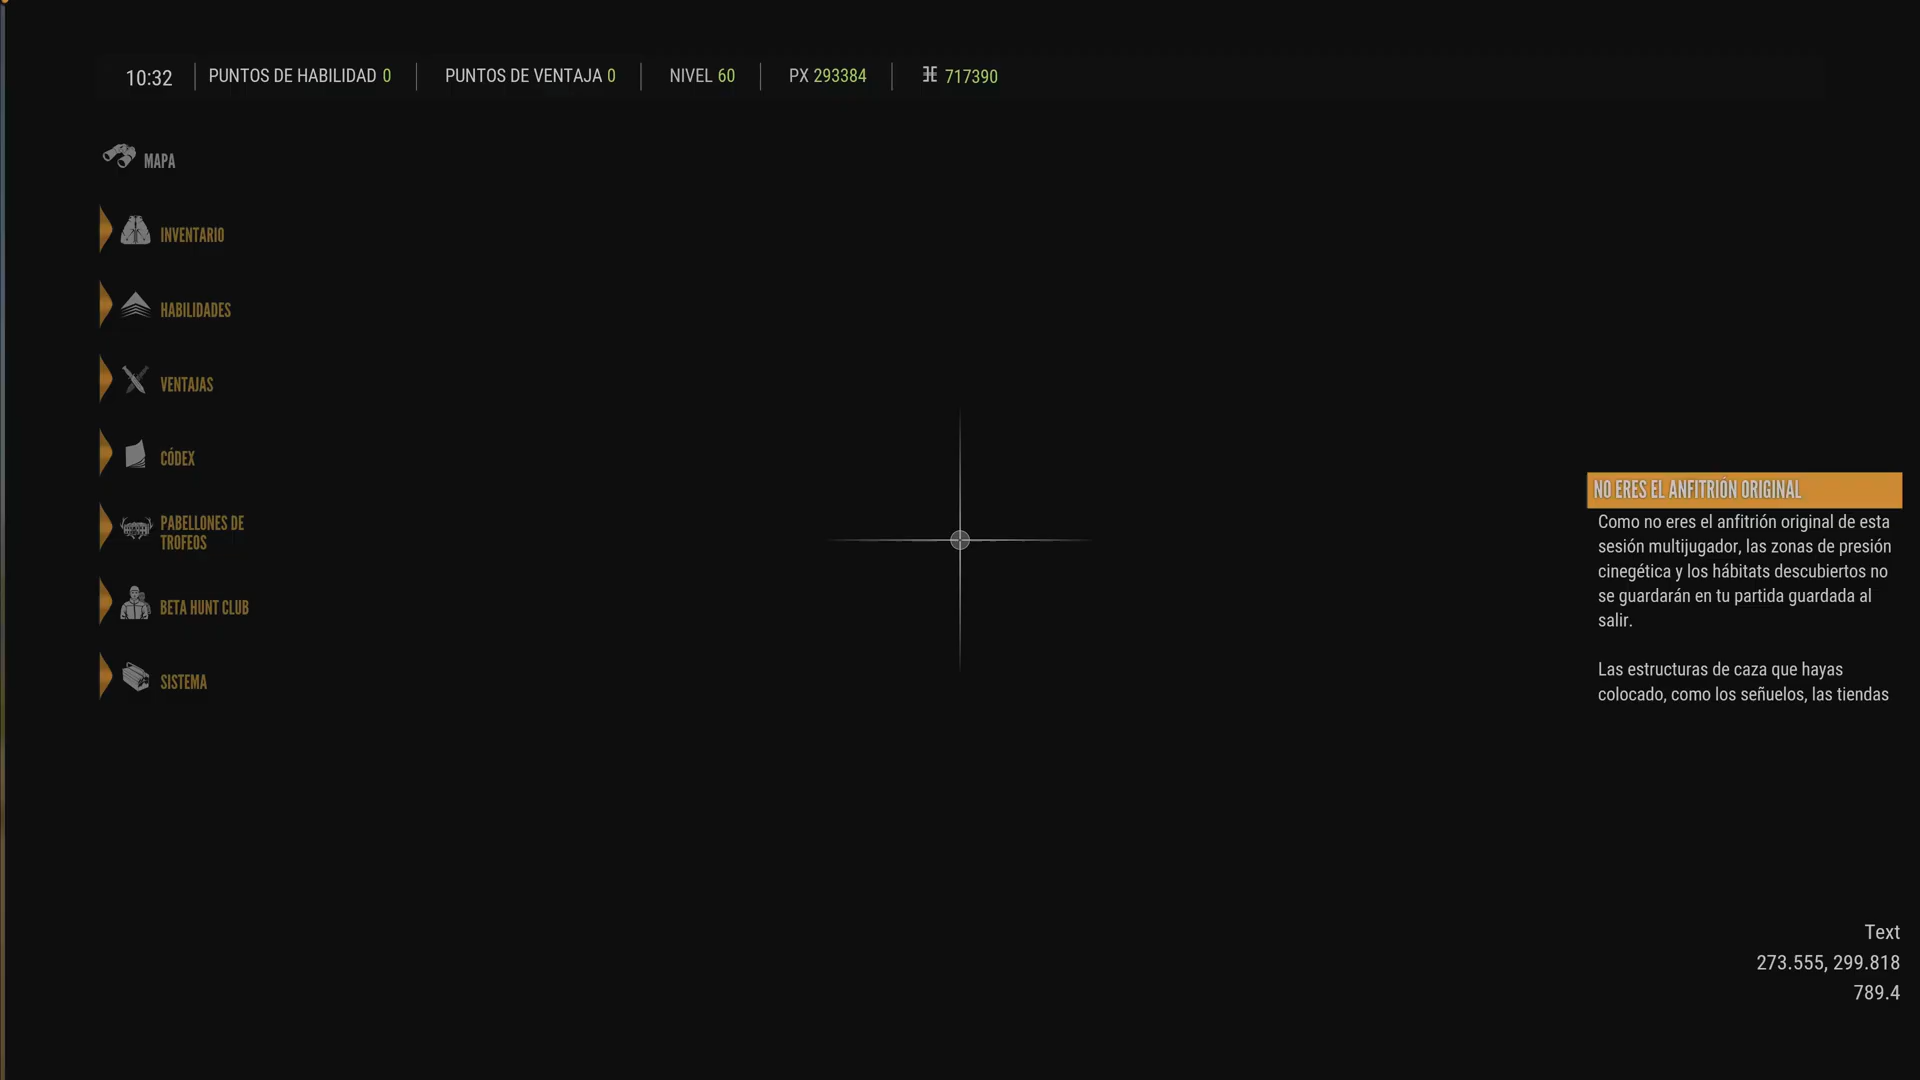 10:32 PUNTOS DE HABILIDAD 0 PUNTOS DE VENTAJA 0 NIVEL 60 PX 293384 717390
MAPA
INVENTARIO
HABILIDADES
VENTAJAS
CÓDEX
PABELLONES DE
TROFEOS
BETA HUNT CLUB
SISTEMA
NO ERES EL ANFITRIÓN ORIGINAL
Como no eres el anfitrión original de esta
sesión multijugador, las zonas de presión
cinegética y los hábitats descubiertos no
se guardarán en tu partida guardada al
salir.
Las estructuras de caza que hayas
colocado, como los señuelos, las tiendas
Text
273.555, 299.818
789.4